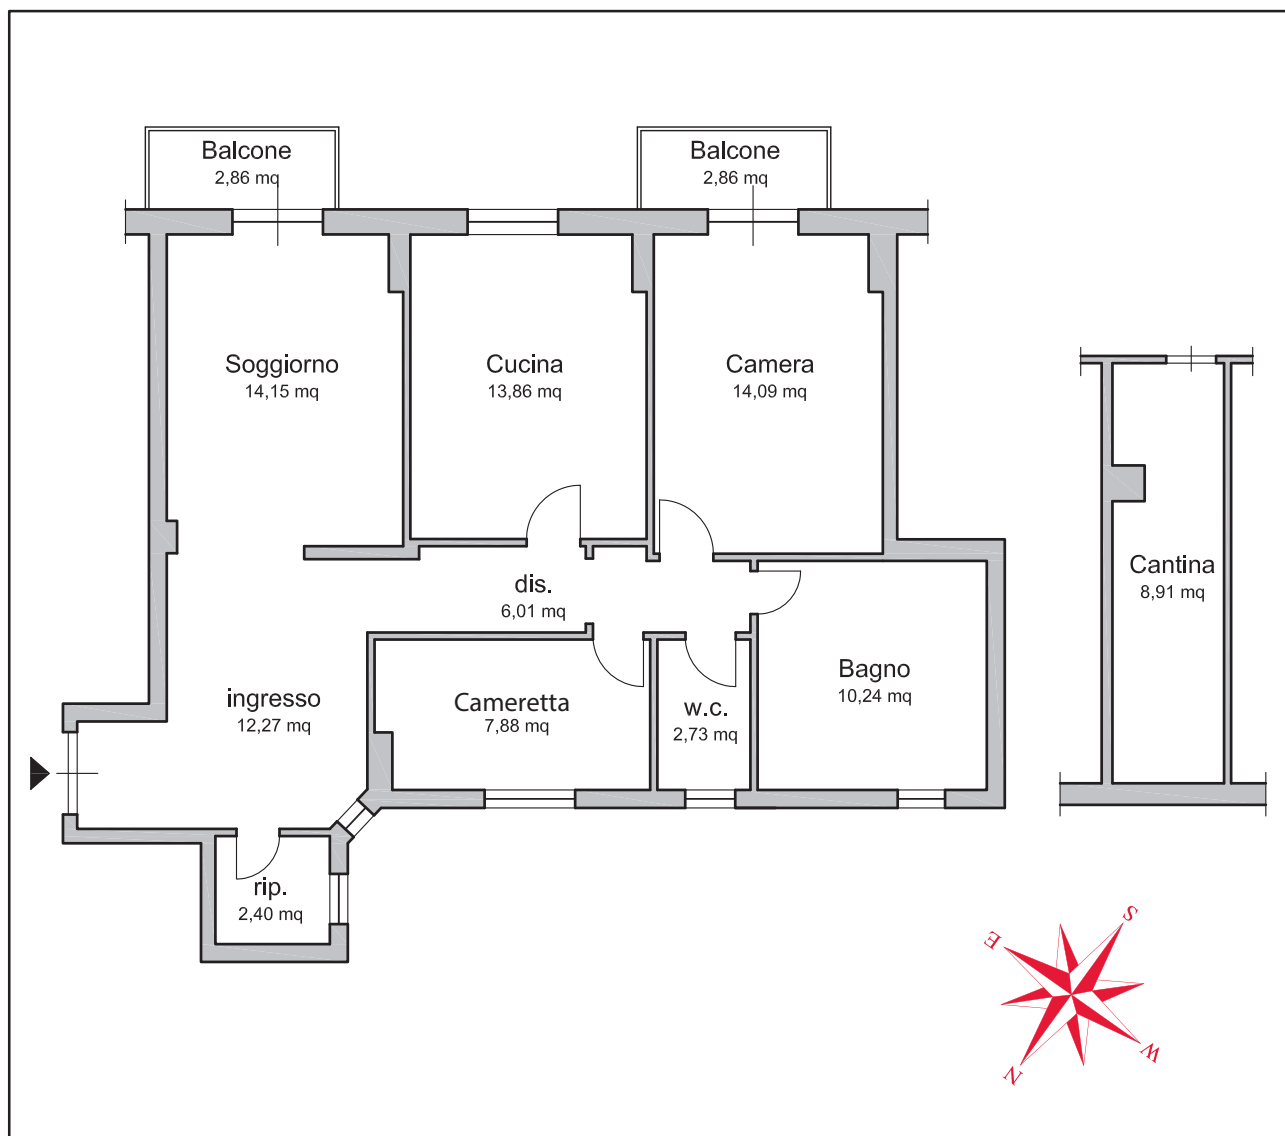 Balcone
2,86 mq
Balcone
2,86 mq
Soggiorno
14,15 mq
Cucina
13,86 mq
Camera
14,09 mq
Cantina
8,91 mq
dis.
6,01 mq
ingresso
12,27 mq
Cameretta
7,88 mq
w.c.
2,73 mq
Bagno
10,24 mq
rip.
2,40 mq
S
E
W
N